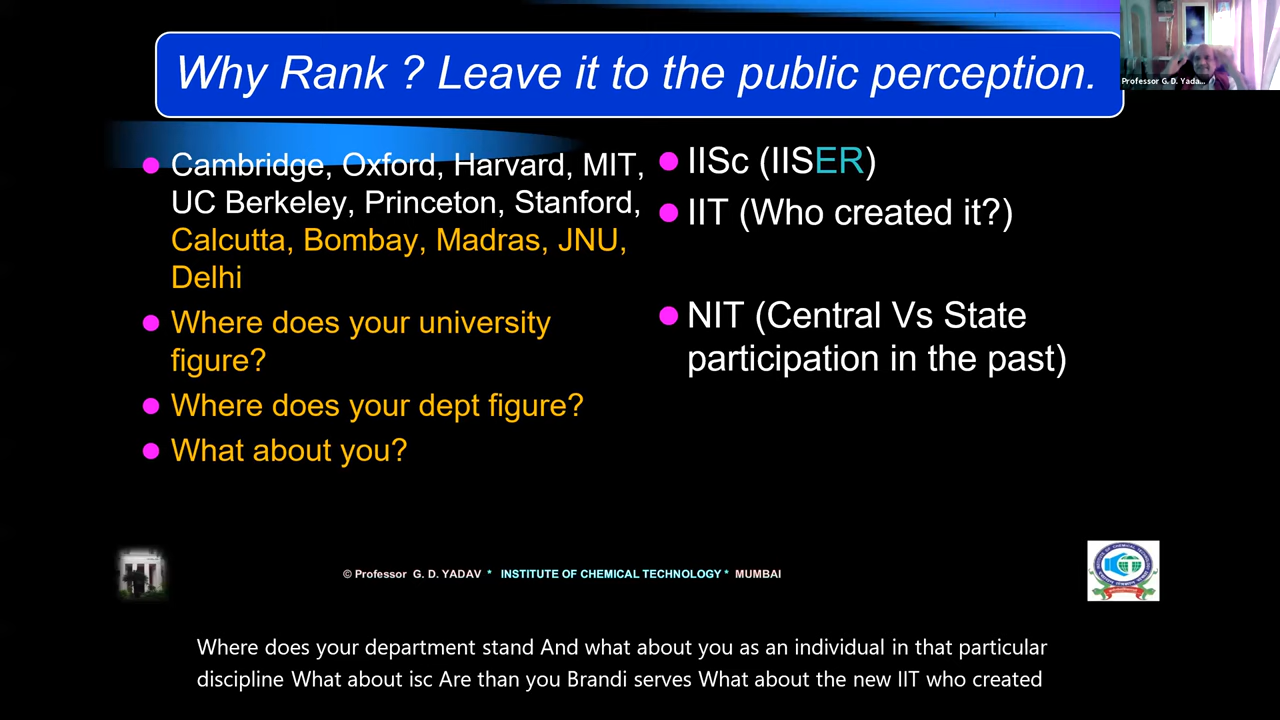 Why Rank ? Leave it to the public perception.
Professor G. D. Yada...
Cambridge, Oxford, Harvard, MIT,
UC Berkeley, Princeton, Stanford,
Calcutta, Bombay, Madras, JNU,
Delhi
Where does your university
figure?
Where does your dept figure?
What about you?
IISc (IISER)
IIT (Who created it?)
NIT (Central Vs State
participation in the past)
© Professor G. D. YADAV * INSTITUTE OF CHEMICAL TECHNOLOGY * MUMBAI
Where does your department stand And what about you as an individual in that particular
discipline What about isc Are than you Brandi serves What about the new IIT who created